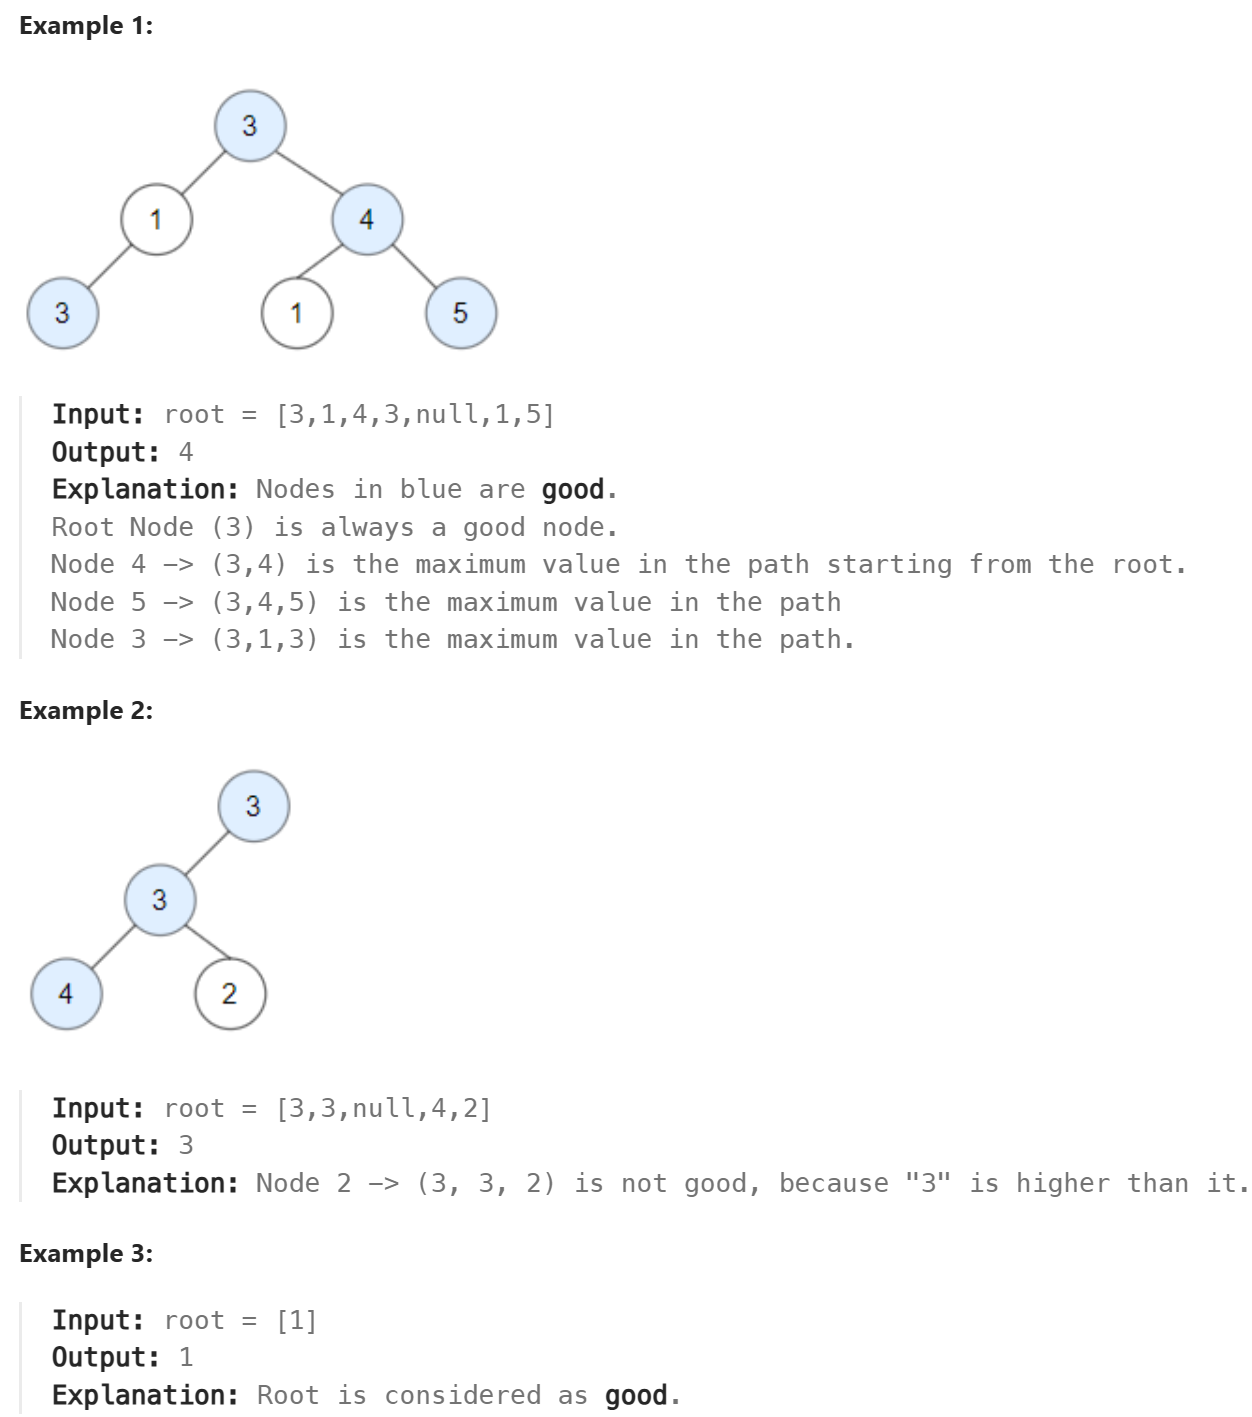 Example 1:
3
1
4
3
1
5
Input: root = [3,1,4,3,null,1,5]
Output: 4
Explanation: Nodes in blue are good.
Root Node (3) is always a good node.
Node 4 -> (3,4) is the maximum value in the path starting from the root.
Node 5 -> (3,4,5) is the maximum value in the path
Node 3 -> (3,1,3) is the maximum value in the path.
Example 2:
3
3
4
2
Input: root = [3,3,null,4,2]
Output: 3
Explanation: Node 2 -> (3, 3, 2) is not good, because "3" is higher than it.
Example 3:
Input: root = [1]
Output: 1
Explanation: Root is considered as good.